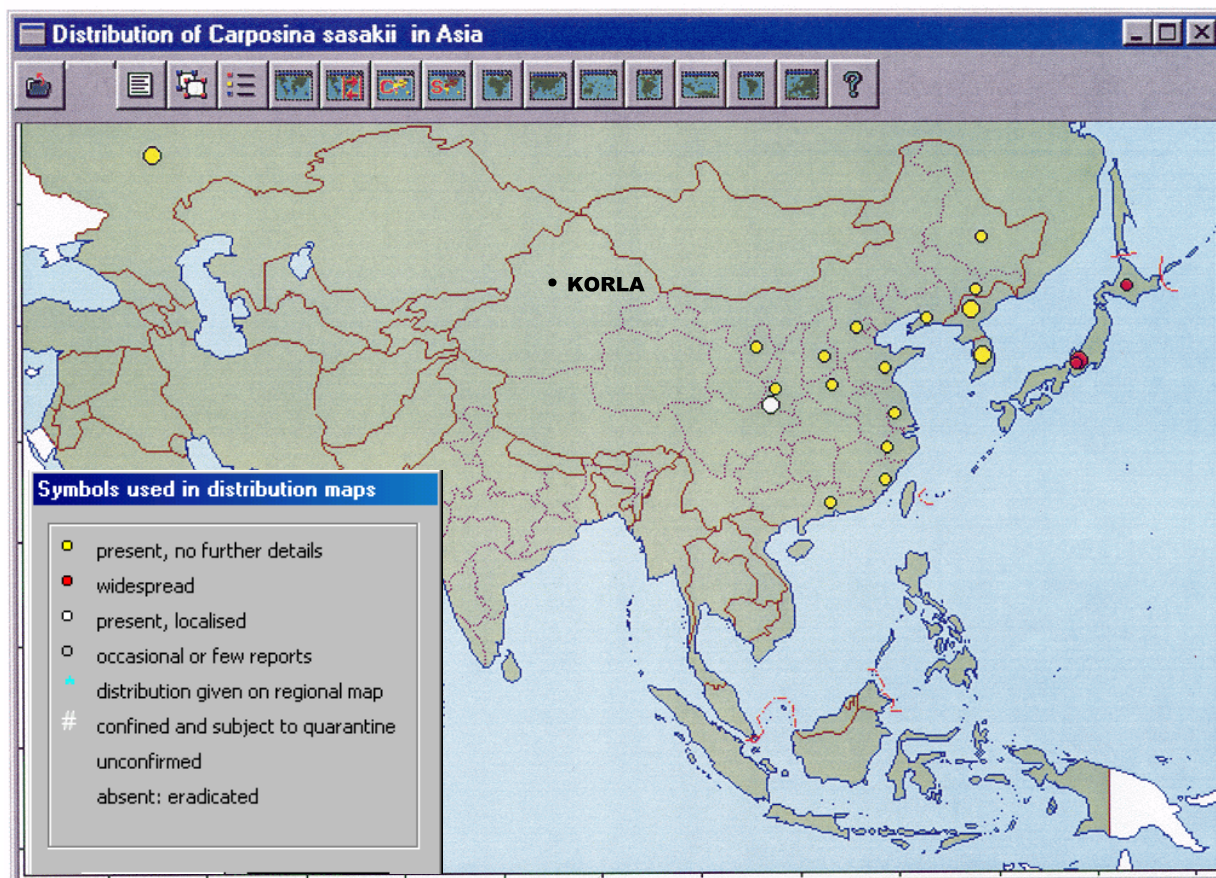 Distribution of Carposina sasakii in Asia
C
S
?
KORLA
Symbols used in distribution maps
present, no further details
widespread
present, localised
occasional or few reports
distribution given on regional map
# confined and subject to quarantine
unconfirmed
absent: eradicated